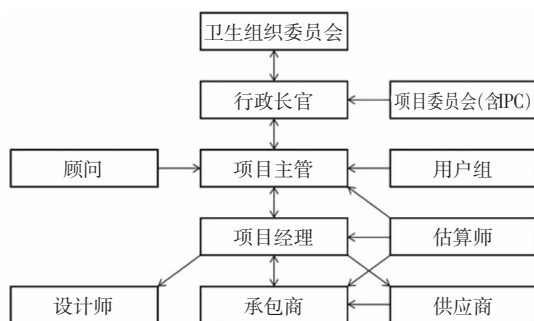 卫生组织委员会
行政长官
项目委员会(含IPC)
顾问
项目主管
用户组
项目经理
估算师
设计师
承包商
供应商